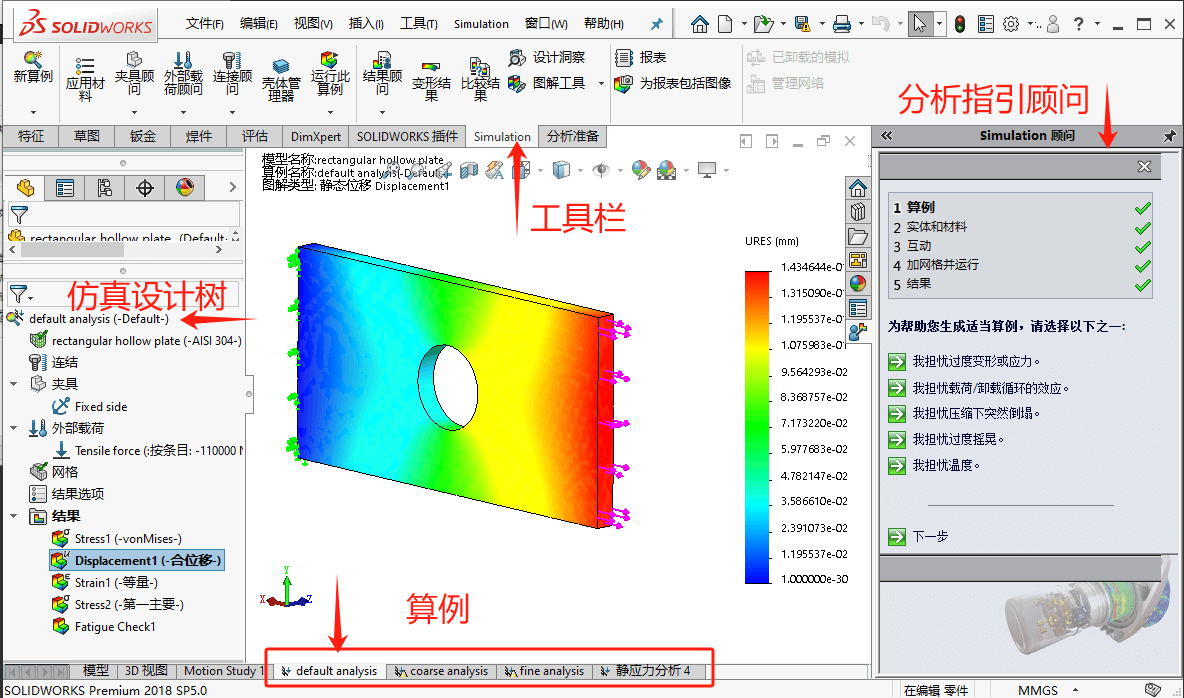 SOLIDWORKS 文件(F) 编辑(E) 视图(V) 插入(I) 工具(T) Simulation 窗口(W) 帮助(H) ?
新算例
应用材料
夹具顾问
外部载荷顾问
连接顾问
壳体管理器
运行此算例
结果顾问
变形结果
比较结果
设计洞察
图解工具
报表
为报表包括图像
已卸载的模拟
管理网络
分析指引顾问
特征 草图 钣金 焊件 评估 DimXpert SOLIDWORKS 插件 Simulation 分析准备
模型名称:rectangular hollow plate
算例名称:default analysis(-Default-)
图解类型: 静态位移 Displacement1
工具栏
rectangular hollow plate (Default
仿真设计树
default analysis (-Default-)
rectangular hollow plate (-AISI 304-)
连结
夹具
Fixed side
外部载荷
Tensile force (:按条目: -110000 N
网格
结果选项
结果
Stress1 (-vonMises-)
Displacement1 (-合位移-)
Strain1 (-等量-)
Stress2 (-第一主要-)
Fatigue Check1
URES (mm)
1.434644e-0
1.315090e-0
1.195537e-0
1.075983e-0
9.564293e-02
8.368757e-02
7.173220e-02
5.977683e-02
4.782147e-02
3.586610e-02
2.391073e-02
1.195537e-02
1.000000e-30
Y
X
Z
算例
Simulation 顾问
1 算例
2 实体和材料
3 互动
4 加网格并运行
5 结果
为帮助您生成适当算例，请选择以下之一:
我担忧过度变形或应力。
我担忧载荷/卸载循环的效应。
我担忧压缩下突然倒塌。
我担忧过度摇晃。
我担忧温度。
下一步
模型 3D 视图 Motion Study 1 default analysis coarse analysis fine analysis 静应力分析 4
SOLIDWORKS Premium 2018 SP5.0 在编辑 零件 MMGS